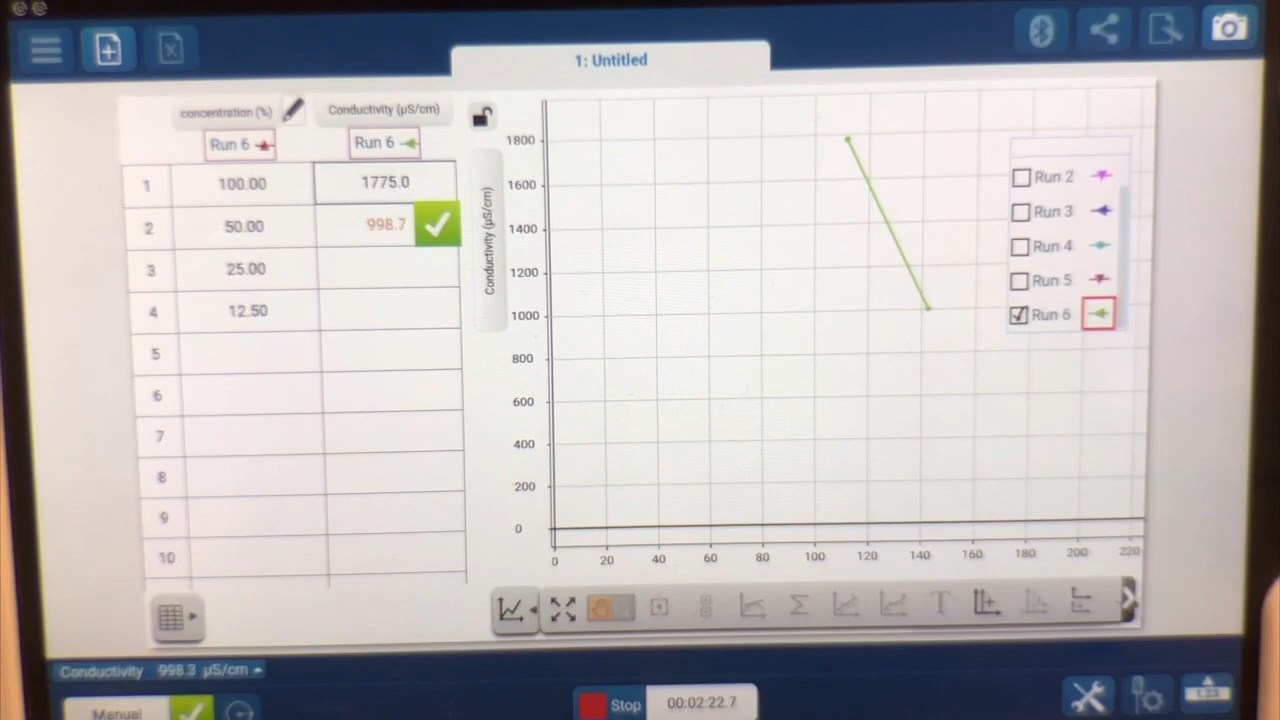 1: Untitled
concentration (%)
Conductivity (µS/cm)
Run 6
Run 6
1 100.00 1775.0
2 50.00 998.7
3 25.00
4 12.50
5
6
7
8
9
10
Conductivity (µS/cm)
1800
1600
1400
1200
1000
800
600
400
200
0
0 20 40 60 80 100 120 140 160 180 200 220
Run 2
Run 3
Run 4
Run 5
Run 6
Σ
T
Conductivity 998.3 µS/cm
Manual
Stop 00:02:22.7
1.23